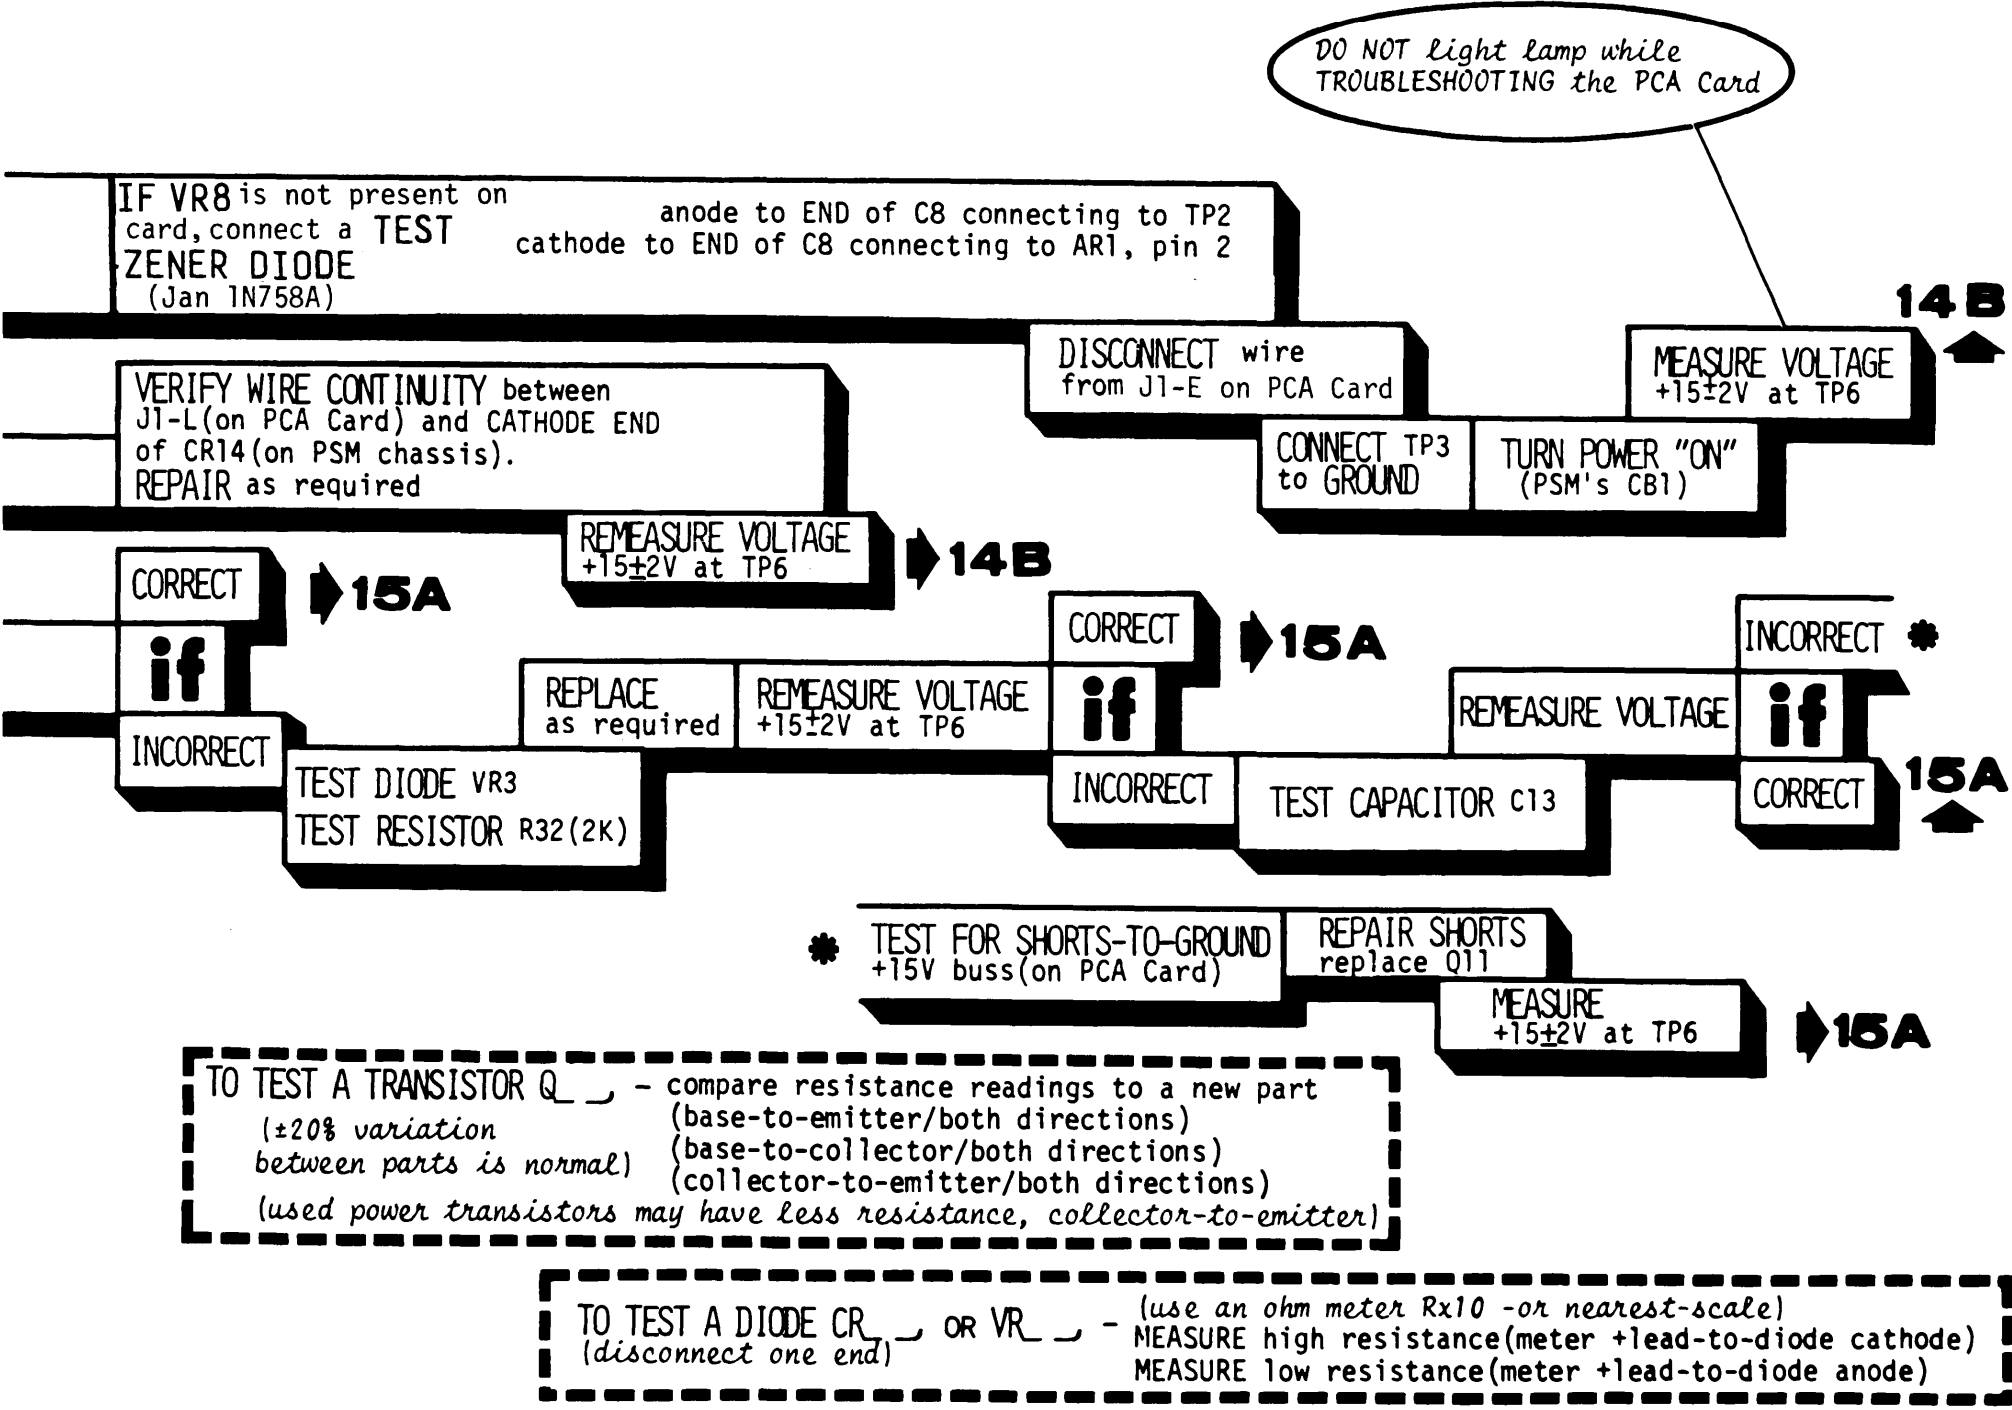 DO NOT light lamp while
TROUBLESHOOTING the PCA Card
IF VR8 is not present on
card, connect a TEST
ZENER DIODE
(Jan 1N758A)
anode to END of C8 connecting to TP2
cathode to END of C8 connecting to AR1, pin 2
DISCONNECT wire
from J1-E on PCA Card
CONNECT TP3
to GROUND
TURN POWER "ON"
(PSM's CB1)
MEASURE VOLTAGE
+15±2V at TP6
14B
VERIFY WIRE CONTINUITY between
J1-L(on PCA Card) and CATHODE END
of CR14(on PSM chassis).
REPAIR as required
REMEASURE VOLTAGE
+15±2V at TP6
14B
CORRECT
15A
if
INCORRECT
TEST DIODE VR3
TEST RESISTOR R32(2K)
REPLACE
as required
REMEASURE VOLTAGE
+15±2V at TP6
CORRECT
15A
if
INCORRECT
TEST CAPACITOR C13
REMEASURE VOLTAGE
INCORRECT *
if
CORRECT
15A
* TEST FOR SHORTS-TO-GROUND
+15V buss(on PCA Card)
REPAIR SHORTS
replace Q11
MEASURE
+15±2V at TP6
15A
TO TEST A TRANSISTOR Q_ _ - compare resistance readings to a new part
(base-to-emitter/both directions)
(±20% variation
between parts is normal)
(base-to-collector/both directions)
(collector-to-emitter/both directions)
(used power transistors may have less resistance, collector-to-emitter)
TO TEST A DIODE CR_ _ OR VR_ _ -
(disconnect one end)
(use an ohm meter Rx10 -or nearest-scale)
MEASURE high resistance(meter +lead-to-diode cathode)
MEASURE low resistance(meter +lead-to-diode anode)